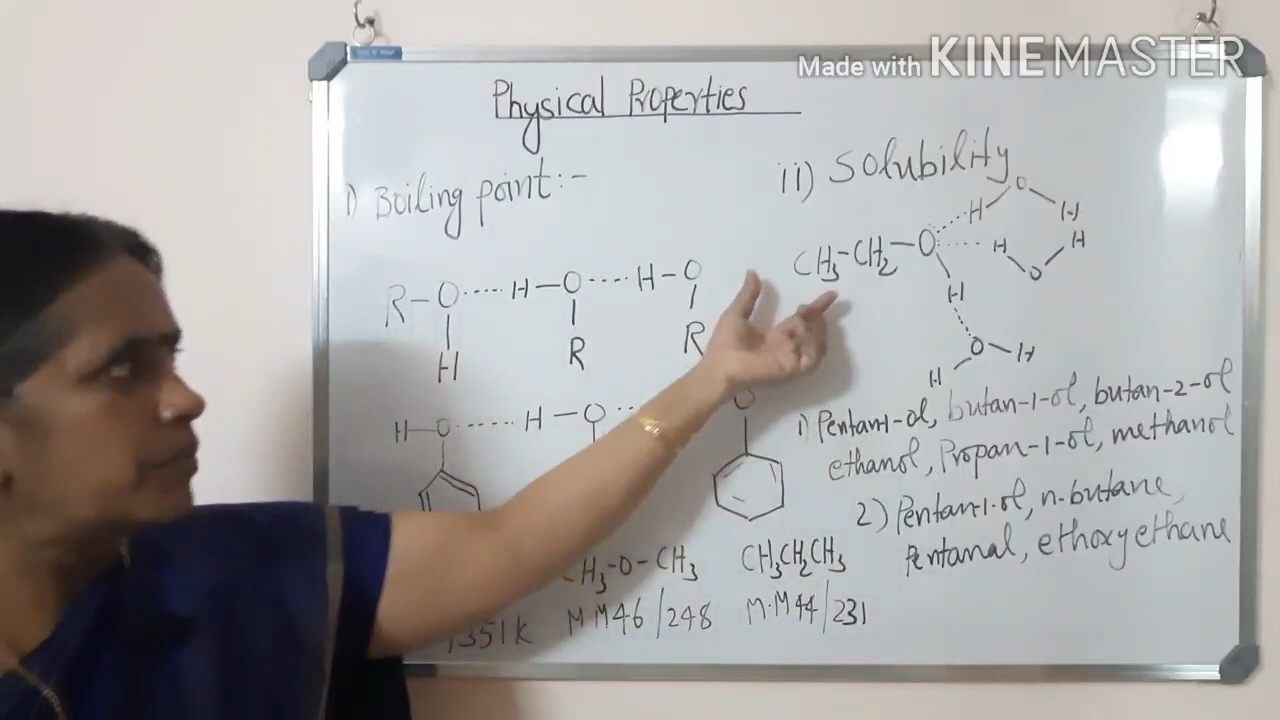 Made with KINEMASTER
Physical Properties
1) Boiling point:-
R-O.....H-O.....H-O
H R R
H-O.....H-O..
CH3-O-CH3 CH3CH2CH3
,351K M M46/248 M.M44/231
ii) Solubility
O
H H
CH3-CH2-O H H
O
H
O-H
H
1) Pentan-1-ol, butan-1-ol, butan-2-ol
ethanol, Propan-1-ol, methanol
2) Pentan-1-ol, n-butane,
Pentanal, ethoxyethane